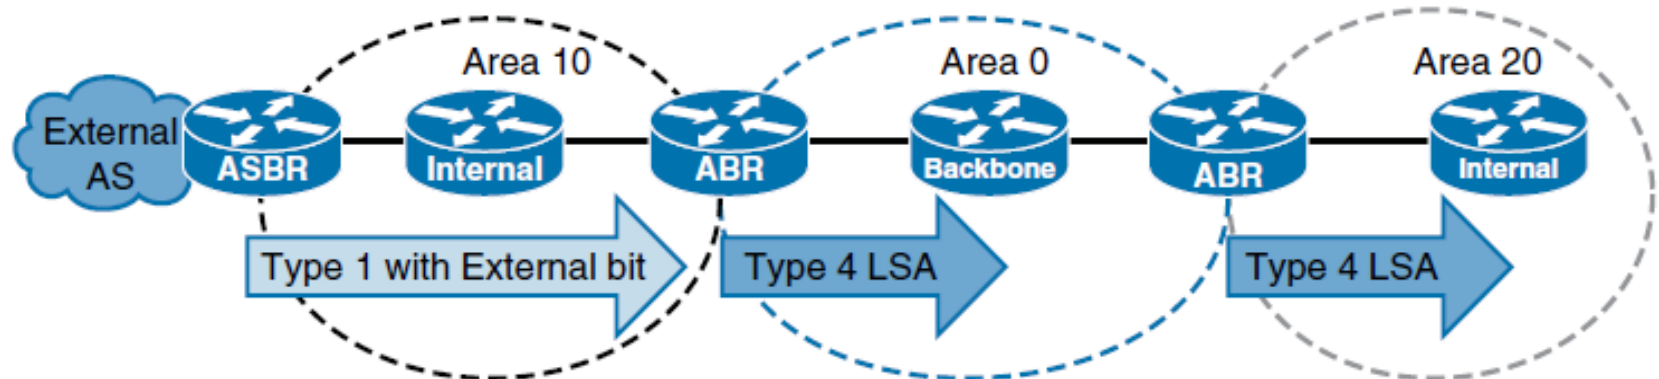 Area 10
Area 0
Area 20
External
AS
ASBR
Internal
ABR
Backbone
ABR
Internal
Type 1 with External bit
Type 4 LSA
Type 4 LSA